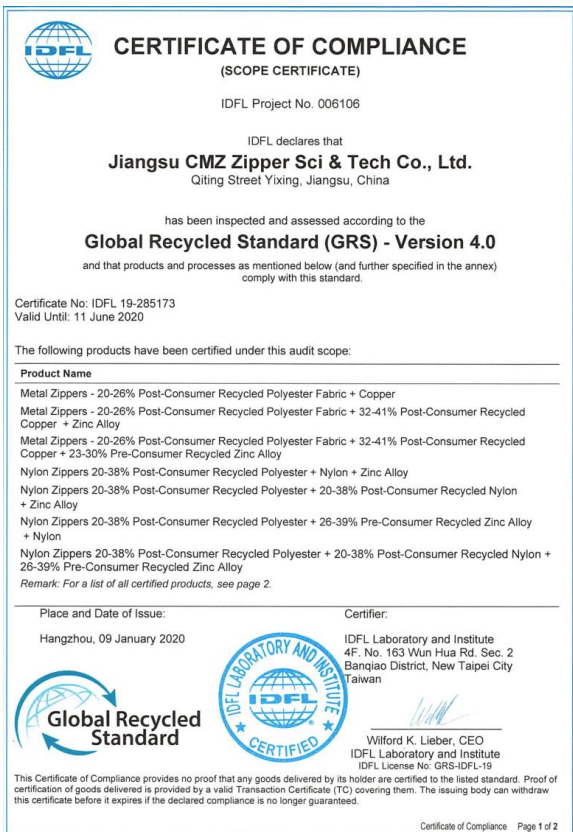 IDFL
CERTIFICATE OF COMPLIANCE
(SCOPE CERTIFICATE)
IDFL Project No. 006106
IDFL declares that
Jiangsu CMZ Zipper Sci & Tech Co., Ltd.
Qiting Street Yixing, Jiangsu, China
has been inspected and assessed according to the
Global Recycled Standard (GRS) - Version 4.0
and that products and processes as mentioned below (and further specified in the annex)
comply with this standard.
Certificate No: IDFL 19-285173
Valid Until: 11 June 2020
The following products have been certified under this audit scope:
Product Name
Metal Zippers - 20-26% Post-Consumer Recycled Polyester Fabric + Copper
Metal Zippers - 20-26% Post-Consumer Recycled Polyester Fabric + 32-41% Post-Consumer Recycled
Copper + Zinc Alloy
Metal Zippers - 20-26% Post-Consumer Recycled Polyester Fabric + 32-41% Post-Consumer Recycled
Copper + 23-30% Pre-Consumer Recycled Zinc Alloy
Nylon Zippers 20-38% Post-Consumer Recycled Polyester + Nylon + Zinc Alloy
Nylon Zippers 20-38% Post-Consumer Recycled Polyester + 20-38% Post-Consumer Recycled Nylon
+ Zinc Alloy
Nylon Zippers 20-38% Post-Consumer Recycled Polyester + 26-39% Pre-Consumer Recycled Zinc Alloy
+ Nylon
Nylon Zippers 20-38% Post-Consumer Recycled Polyester + 20-38% Post-Consumer Recycled Nylon +
26-39% Pre-Consumer Recycled Zinc Alloy
Remark: For a list of all certified products, see page 2.
Place and Date of Issue:
Hangzhou, 09 January 2020
Certifier:
IDFL Laboratory and Institute
4F. No. 163 Wun Hua Rd. Sec. 2
Banqiao District, New Taipei City
Taiwan
IDFL LABORATORY AND INSTITUTE
IDFL
CERTIFIED
Global Recycled
Standard
Wilford K. Lieber, CEO
IDFL Laboratory and Institute
IDFL License No: GRS-IDFL-19
This Certificate of Compliance provides no proof that any goods delivered by its holder are certified to the listed standard. Proof of
certification of goods delivered is provided by a valid Transaction Certificate (TC) covering them. The issuing body can withdraw
this certificate before it expires if the declared compliance is no longer guaranteed.
Certificate of Compliance Page 1 of 2